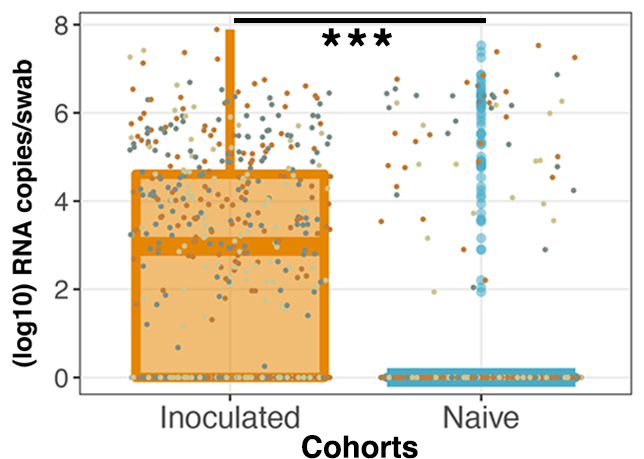 8
***
6
4
2
0
(log10) RNA copies/swab
Inoculated Naive
Cohorts